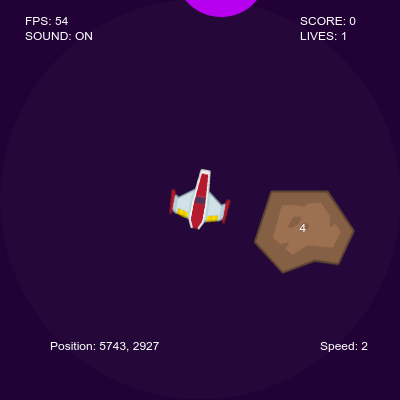 FPS: 54
SOUND: ON
SCORE: 0
LIVES: 1
4
Position: 5743, 2927
Speed: 2